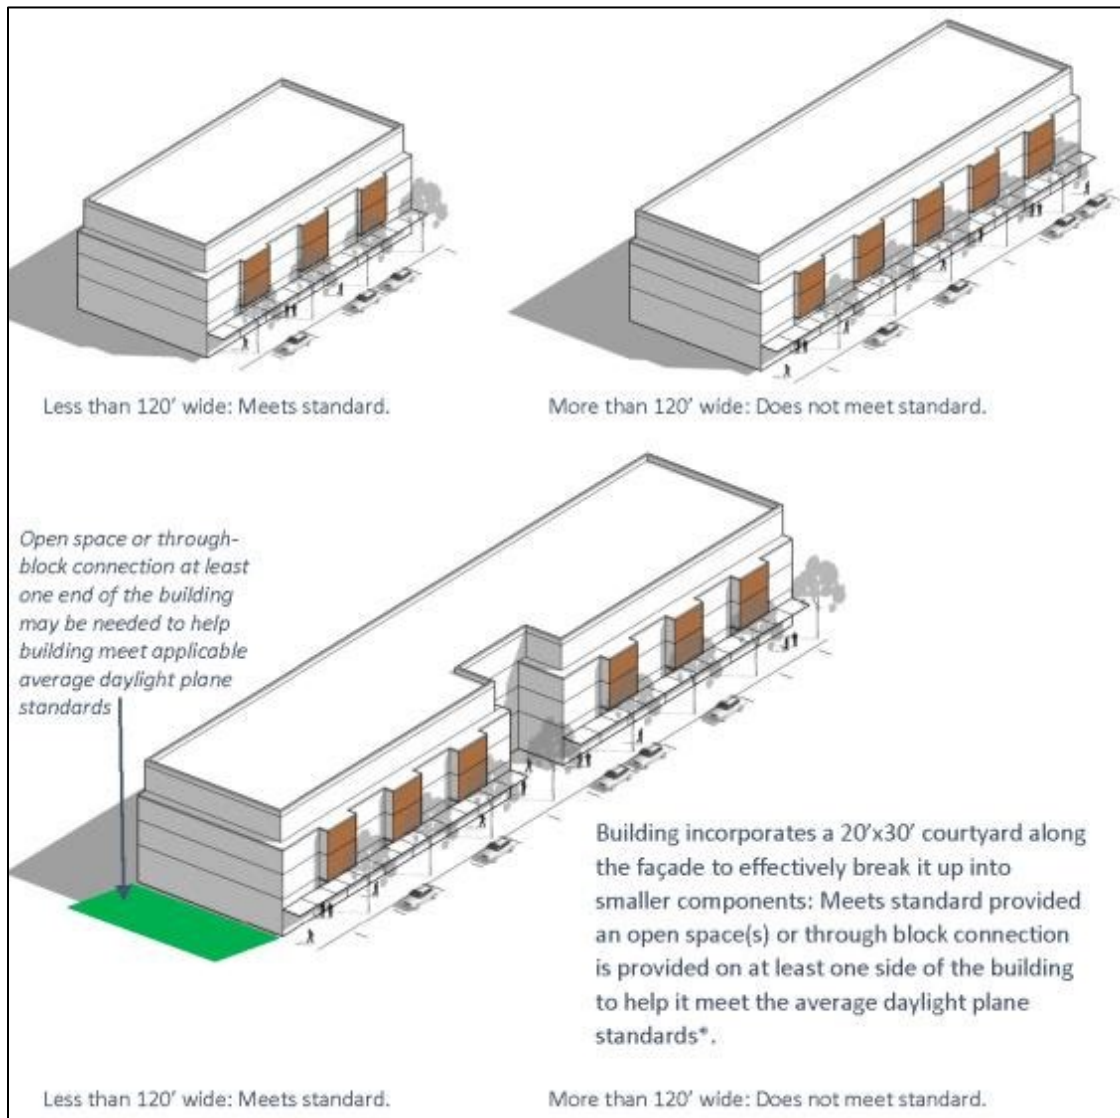 Less than 120’ wide: Meets standard.
More than 120’ wide: Does not meet standard.
Open space or through-
block connection at least
one end of the building
may be needed to help
building meet applicable
average daylight plane
standards
Building incorporates a 20’x30’ courtyard along
the façade to effectively break it up into
smaller components: Meets standard provided
an open space(s) or through block connection
is provided on at least one side of the building
to help it meet the average daylight plane
standards*.
Less than 120’ wide: Meets standard.
More than 120’ wide: Does not meet standard.